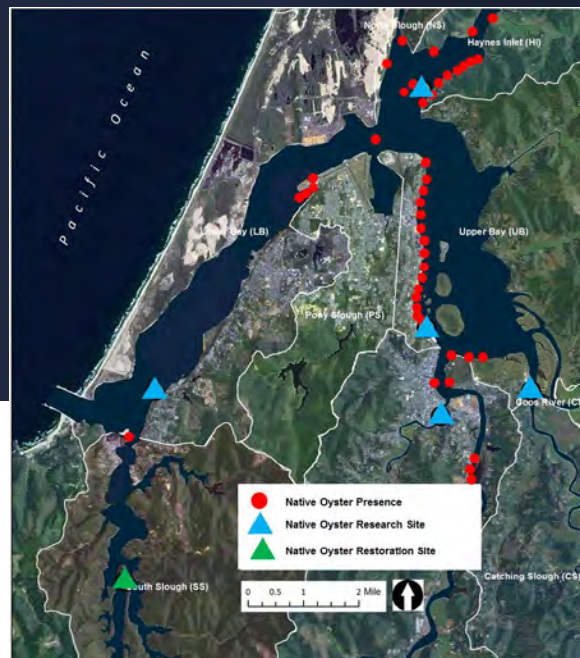 North Slough (NS)
Haynes Inlet (HI)
Pacific Ocean
Lower Bay (LB)
Upper Bay (UB)
Pony Slough (PS)
Coos River (C
Native Oyster Presence
Native Oyster Research Site
Native Oyster Restoration Site
South Slough (SS)
Catching Slough (CS)
0 0.5 1 2 Mile